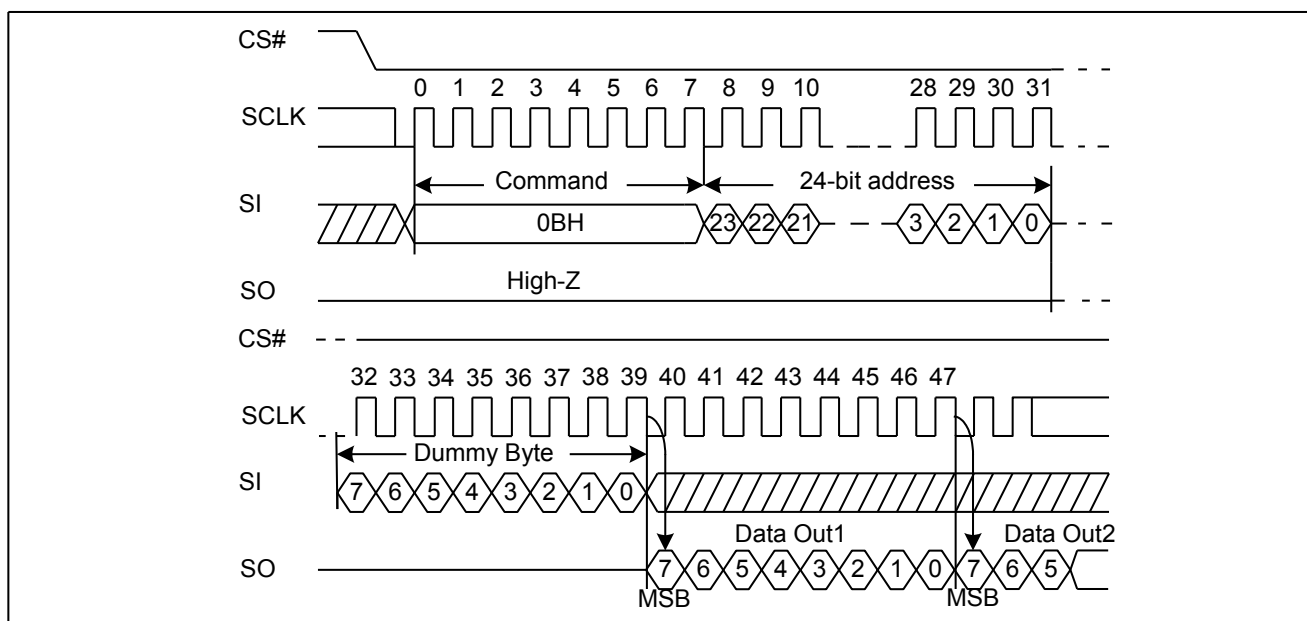 CS#
0 1 2 3 4 5 6 7 8 9 10 28 29 30 31
SCLK
Command 24-bit address
SI
0BH 23 22 21 3 2 1 0
High-Z
SO
CS#
32 33 34 35 36 37 38 39 40 41 42 43 44 45 46 47
SCLK
Dummy Byte
SI
7 6 5 4 3 2 1 0
Data Out1 Data Out2
SO
7 6 5 4 3 2 1 0 7 6 5
MSB MSB